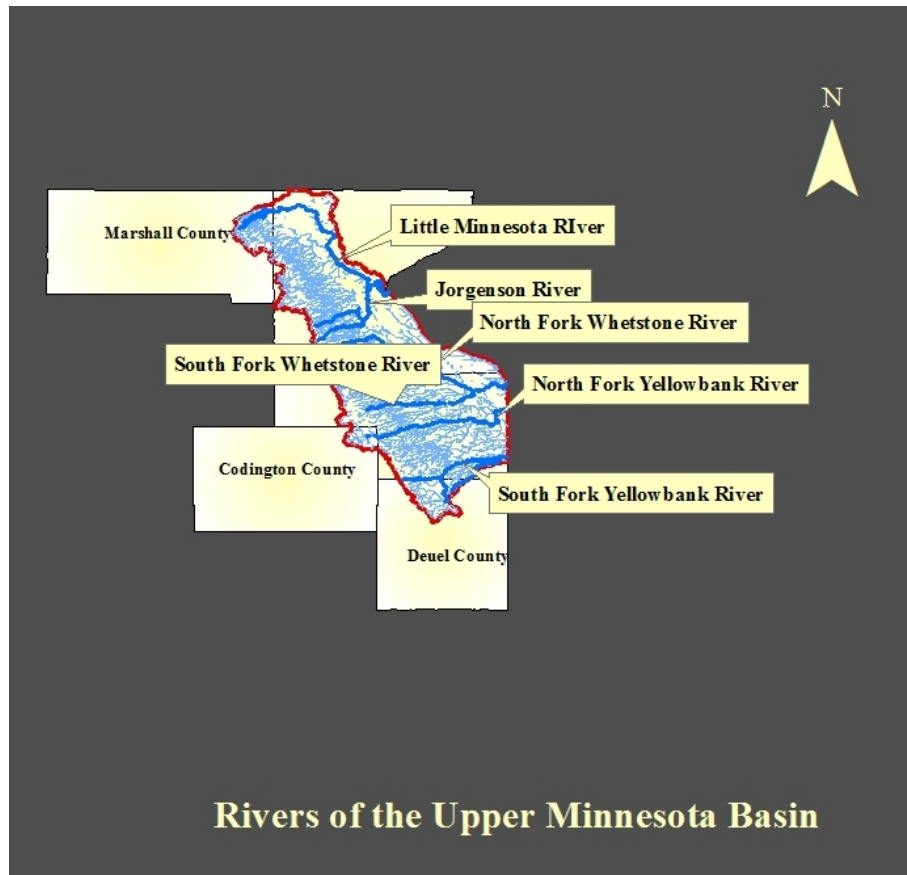 N
Marshall County
Little Minnesota RIver
Jorgenson River
North Fork Whetstone River
South Fork Whetstone River
North Fork Yellowbank River
Codington County
South Fork Yellowbank River
Deuel County
Rivers of the Upper Minnesota Basin